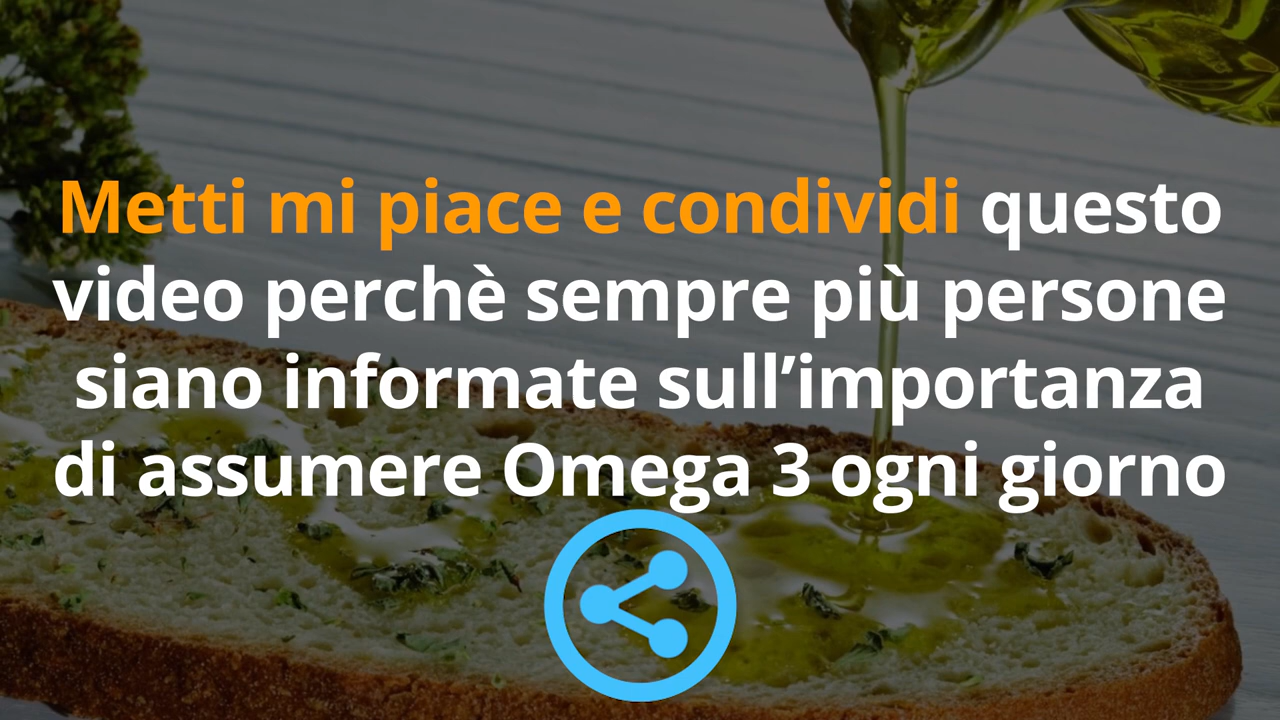 Metti mi piace e condividi questo
video perchè sempre più persone
siano informate sull’importanza
di assumere Omega 3 ogni giorno